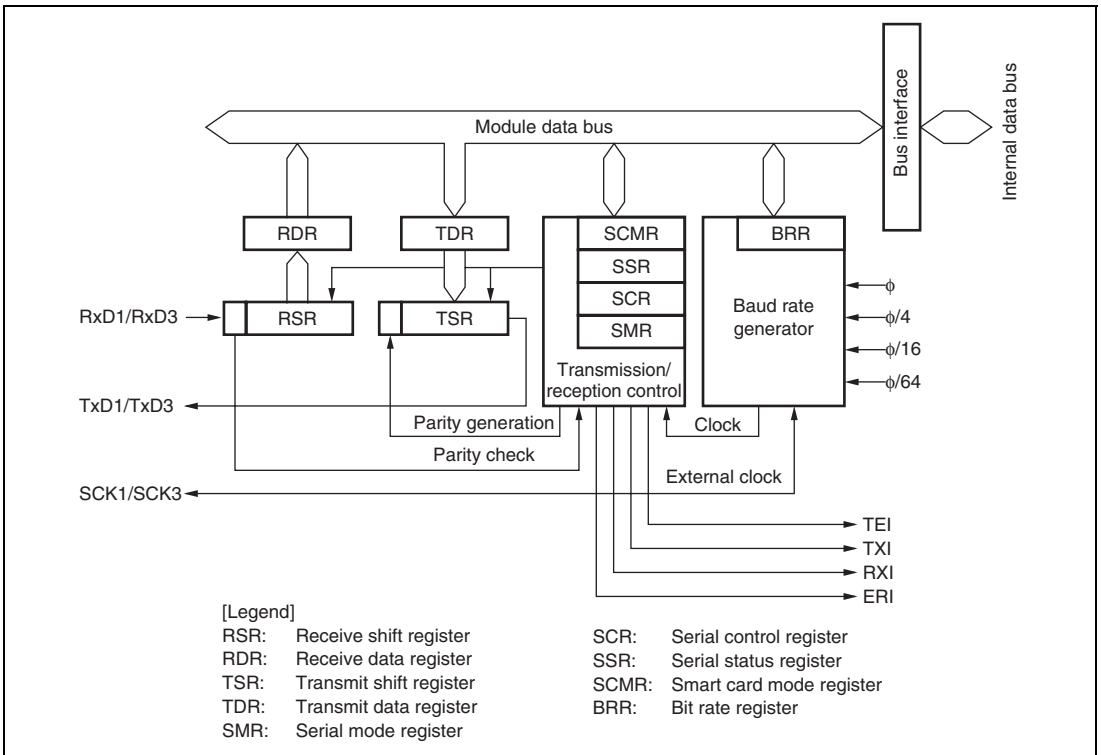 Module data bus
Bus interface
Internal data bus
RDR
TDR
SCMR
BRR
SSR
SCR
SMR
RSR
TSR
Baud rate
generator
ϕ
ϕ/4
ϕ/16
ϕ/64
RxD1/RxD3
Transmission/
reception control
TxD1/TxD3
Parity generation
Clock
Parity check
External clock
SCK1/SCK3
TEI
TXI
RXI
ERI
[Legend]
RSR: Receive shift register
RDR: Receive data register
TSR: Transmit shift register
TDR: Transmit data register
SMR: Serial mode register
SCR: Serial control register
SSR: Serial status register
SCMR: Smart card mode register
BRR: Bit rate register